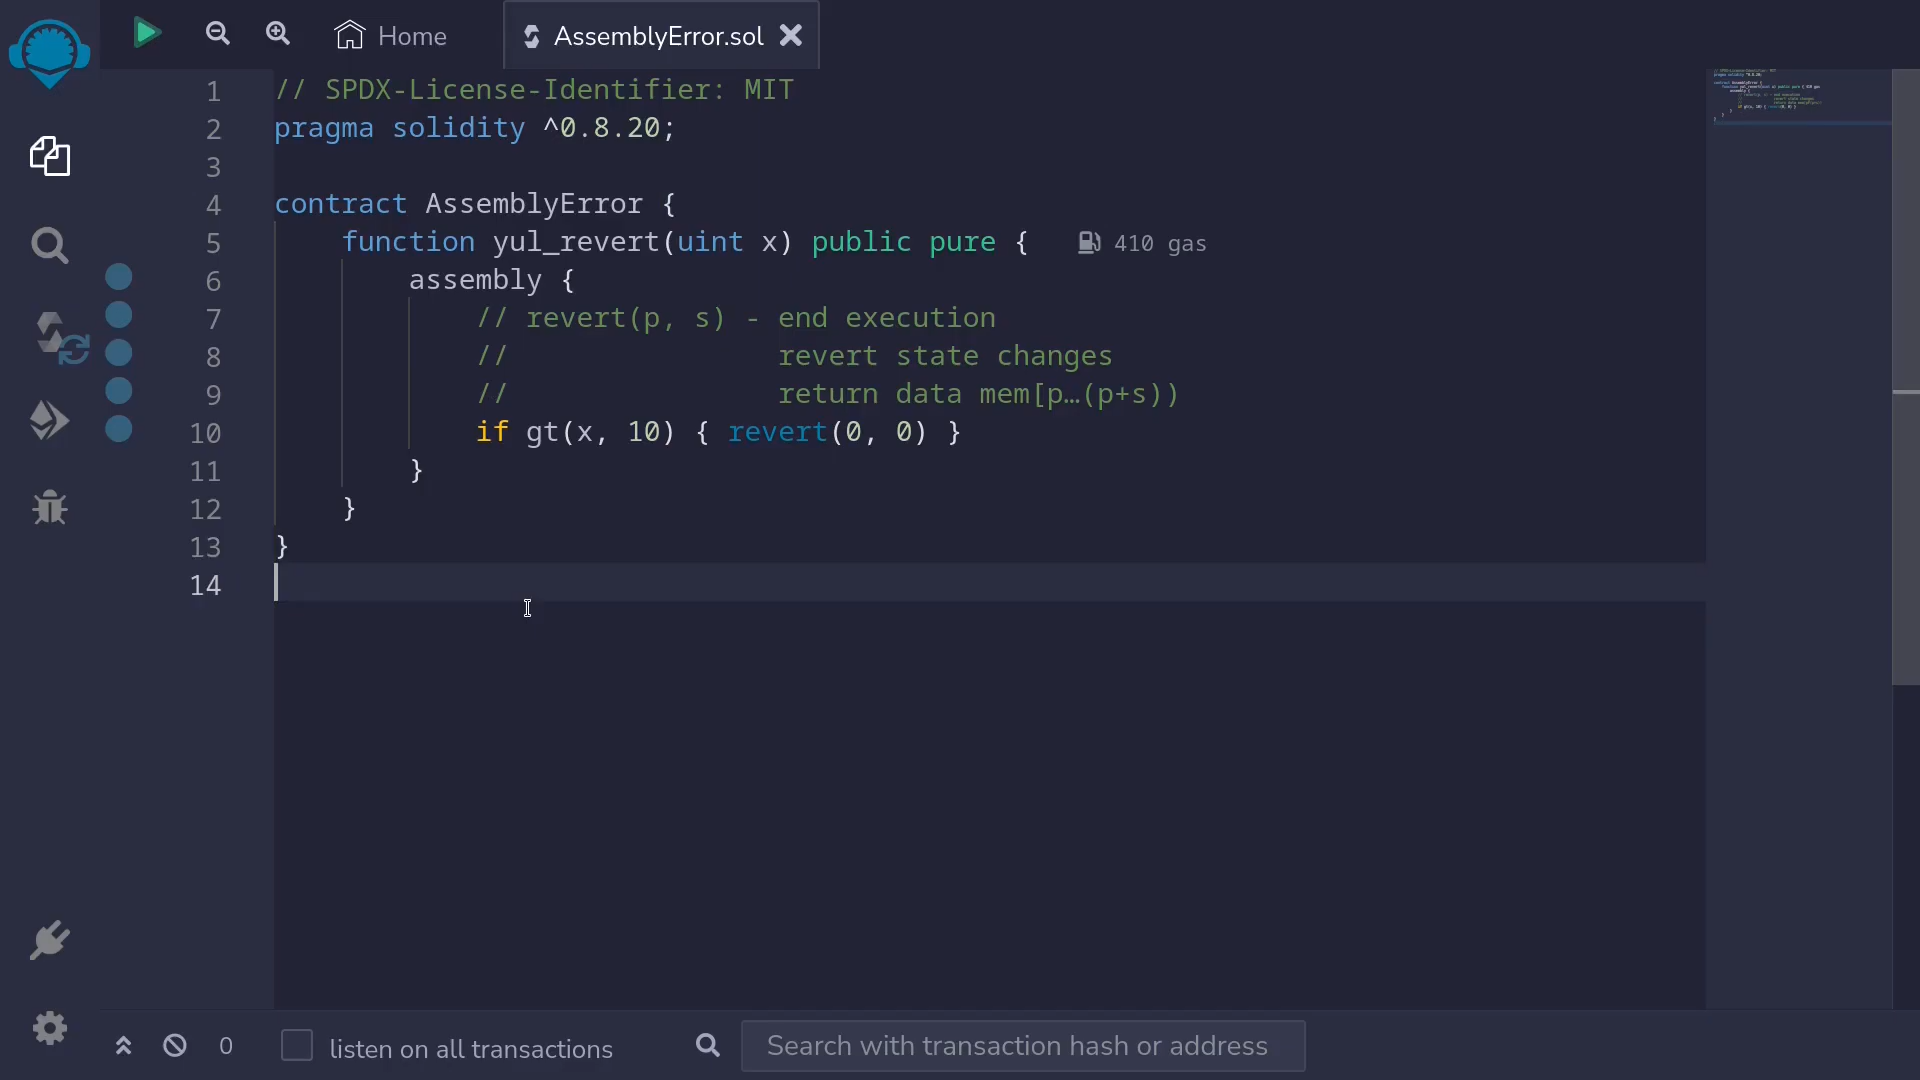 Home
AssemblyError.sol
1 // SPDX-License-Identifier: MIT
2 pragma solidity ^0.8.20;
3
4 contract AssemblyError {
5     function yul_revert(uint x) public pure {   410 gas
6         assembly {
7             // revert(p, s) - end execution
8             //                revert state changes
9             //                return data mem[p…(p+s))
10             if gt(x, 10) { revert(0, 0) }
11         }
12     }
13 }
14
0
listen on all transactions
Search with transaction hash or address